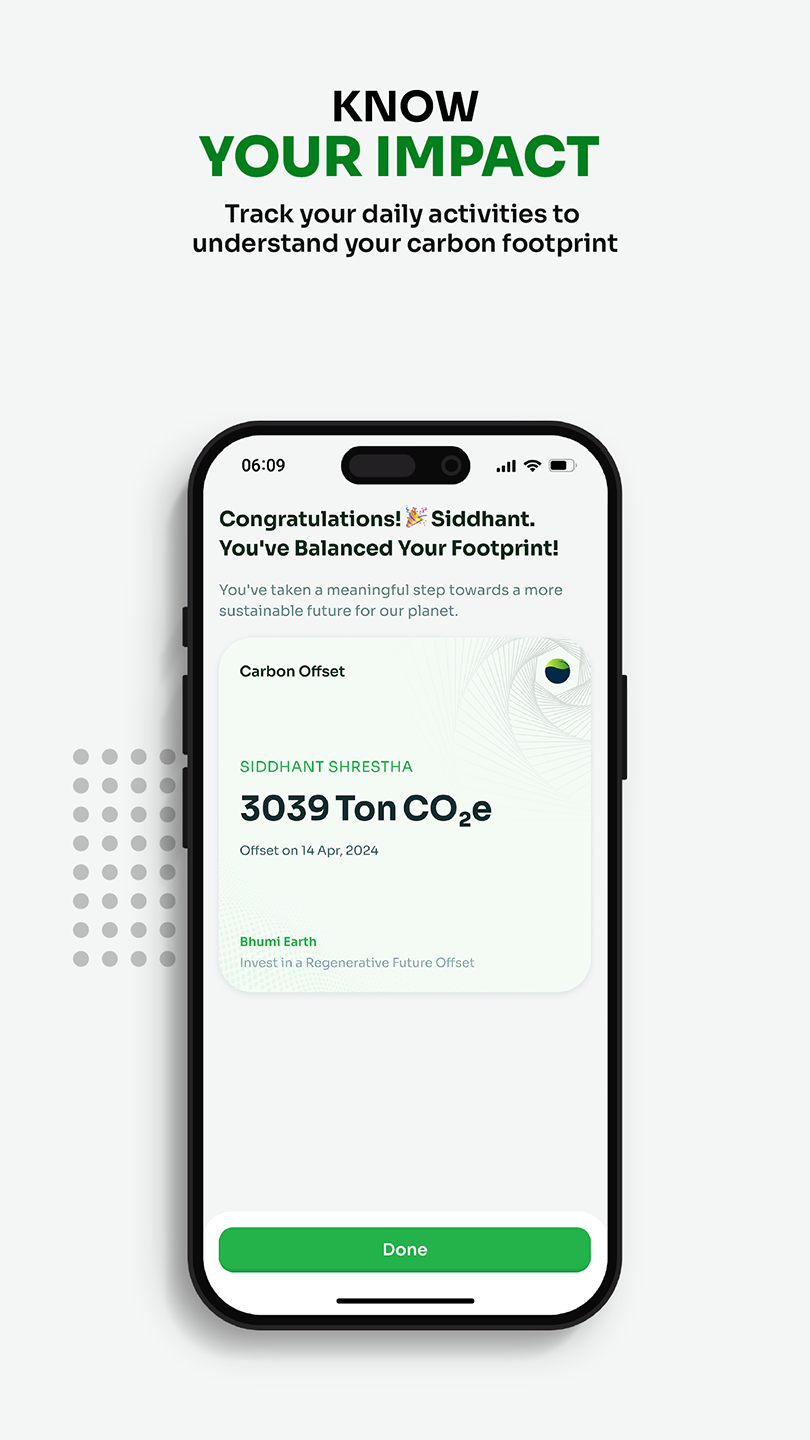 KNOW
YOUR IMPACT
Track your daily activities to
understand your carbon footprint
06:09
Congratulations! 🎉 Siddhant.
You've Balanced Your Footprint!
You've taken a meaningful step towards a more
sustainable future for our planet.
Carbon Offset
SIDDHANT SHRESTHA
3039 Ton CO₂e
Offset on 14 Apr, 2024
Bhumi Earth
Invest in a Regenerative Future Offset
Done